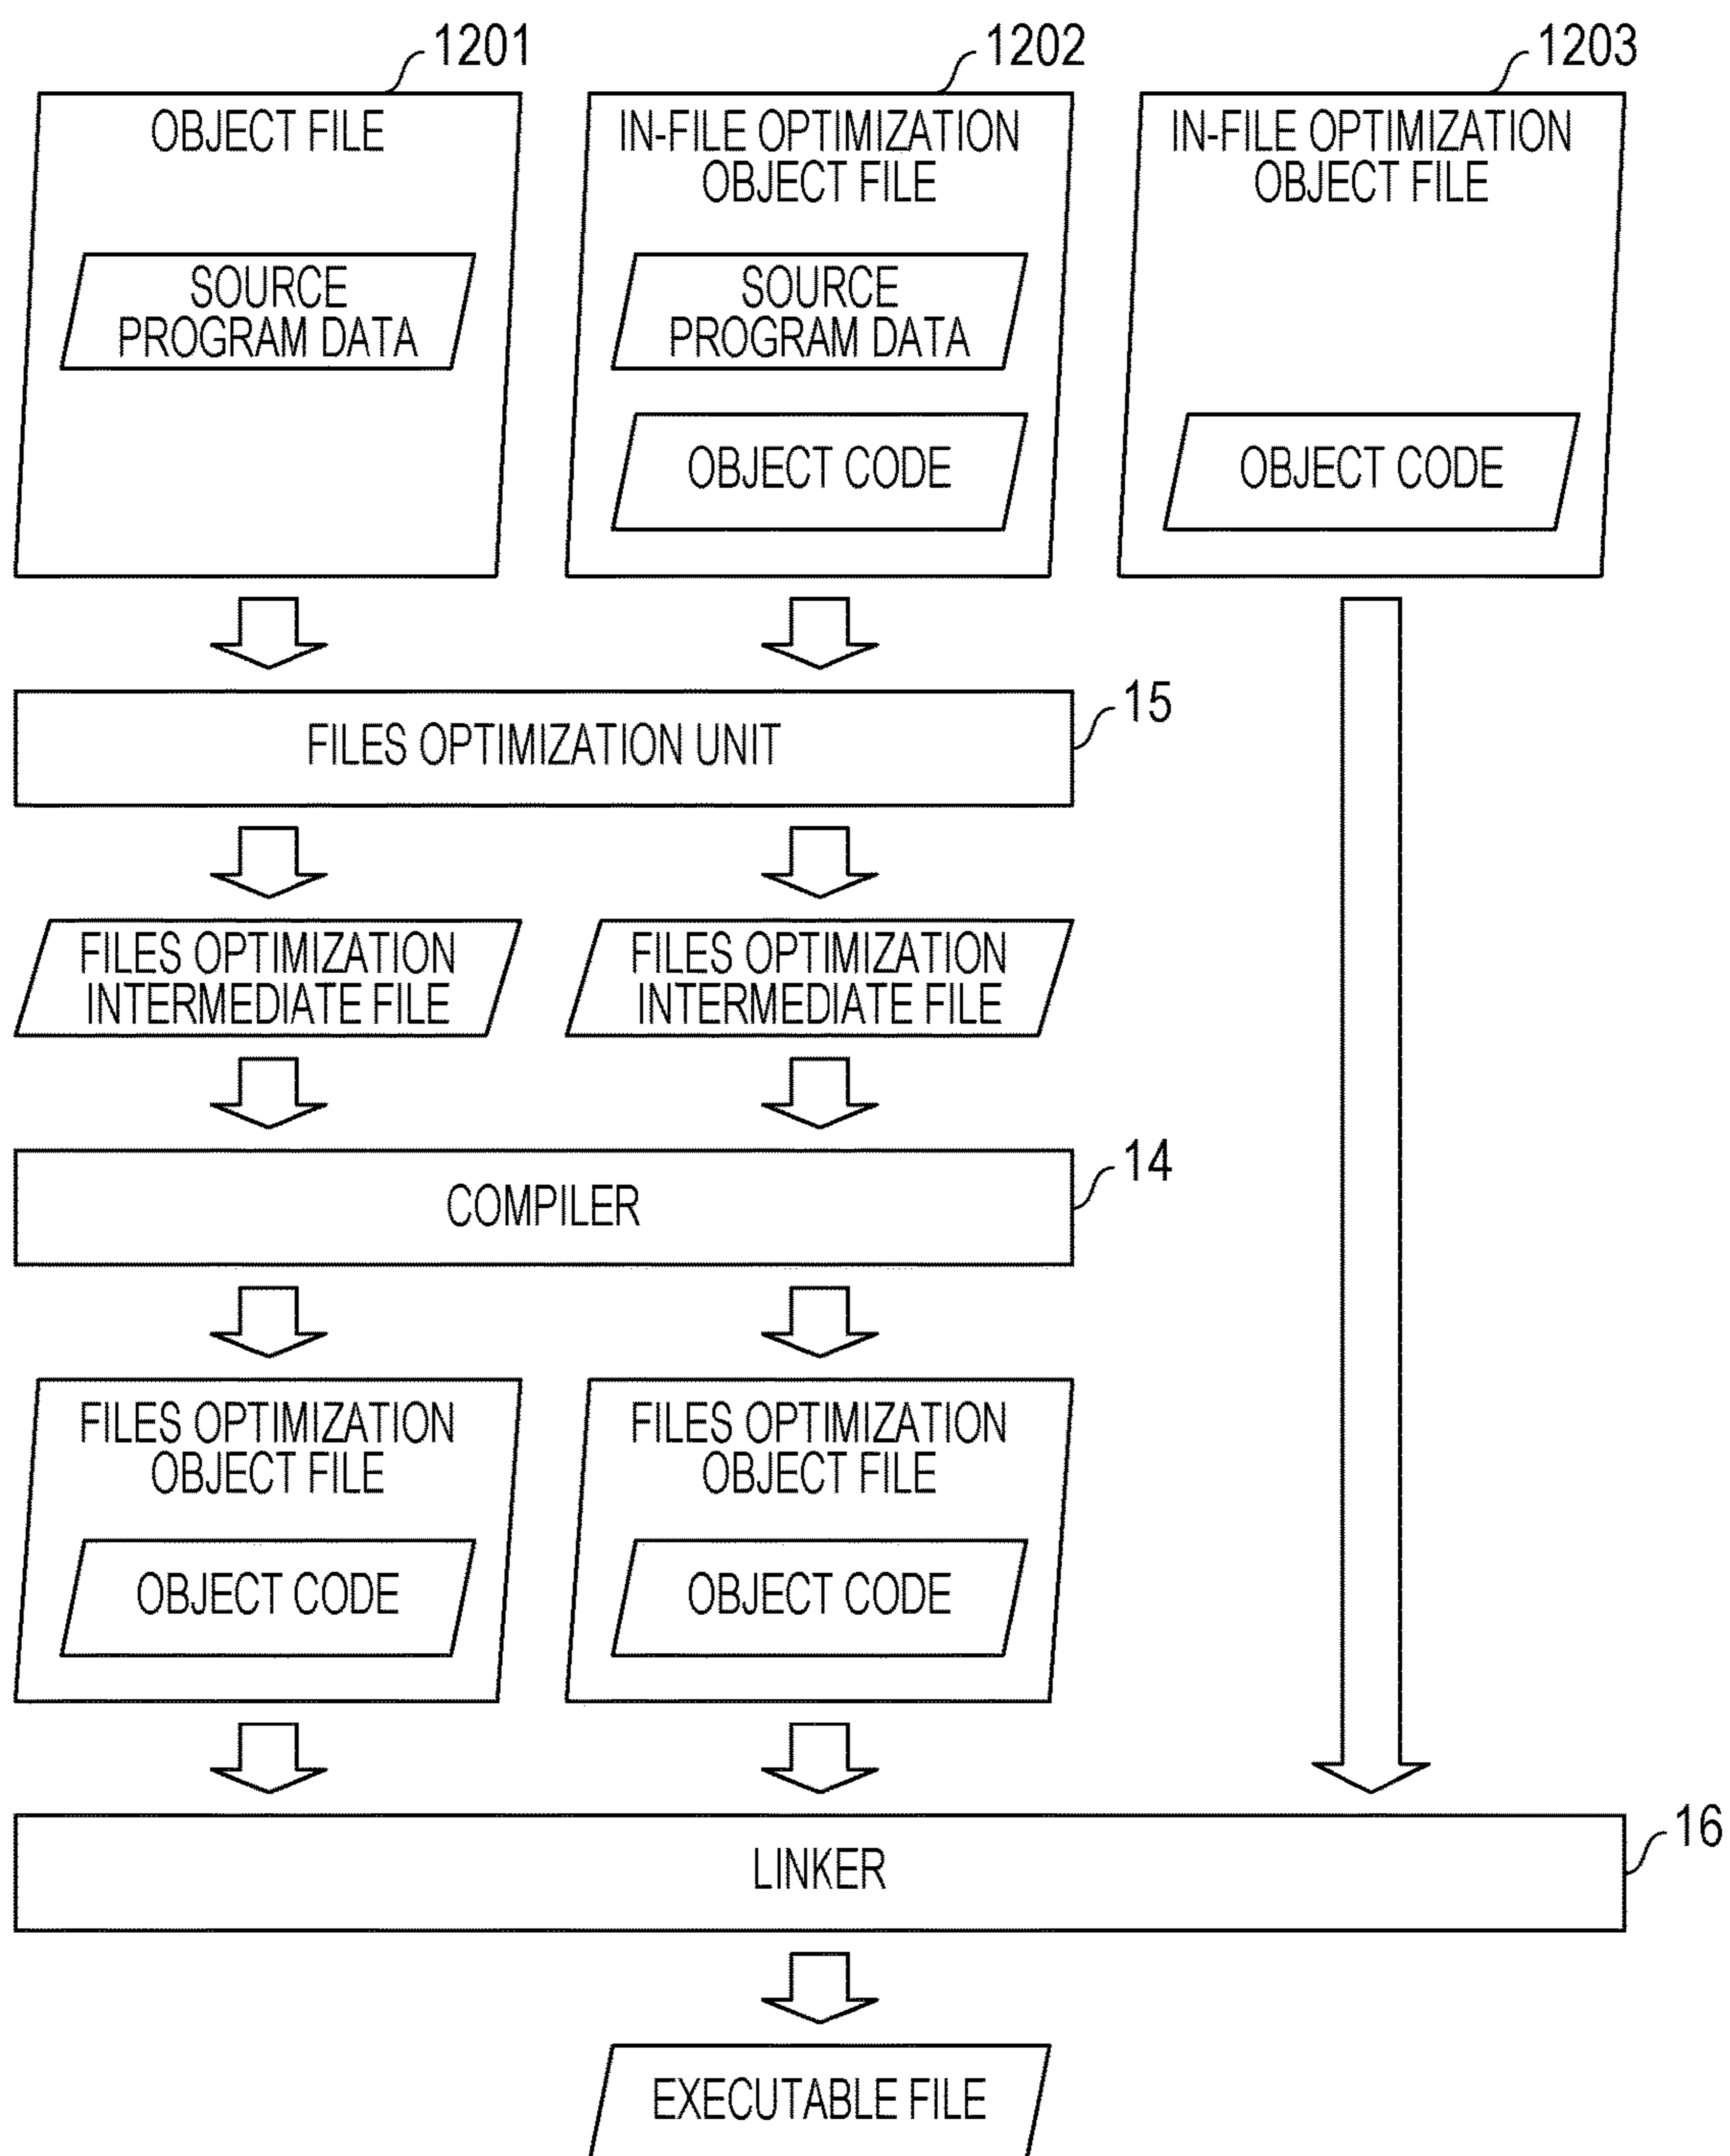 1201
1202
1203
OBJECT FILE
SOURCE
PROGRAM DATA
IN-FILE OPTIMIZATION
OBJECT FILE
SOURCE
PROGRAM DATA
OBJECT CODE
IN-FILE OPTIMIZATION
OBJECT FILE
OBJECT CODE
FILES OPTIMIZATION UNIT
15
FILES OPTIMIZATION
INTERMEDIATE FILE
FILES OPTIMIZATION
INTERMEDIATE FILE
COMPILER
14
FILES OPTIMIZATION
OBJECT FILE
OBJECT CODE
FILES OPTIMIZATION
OBJECT FILE
OBJECT CODE
LINKER
16
EXECUTABLE FILE